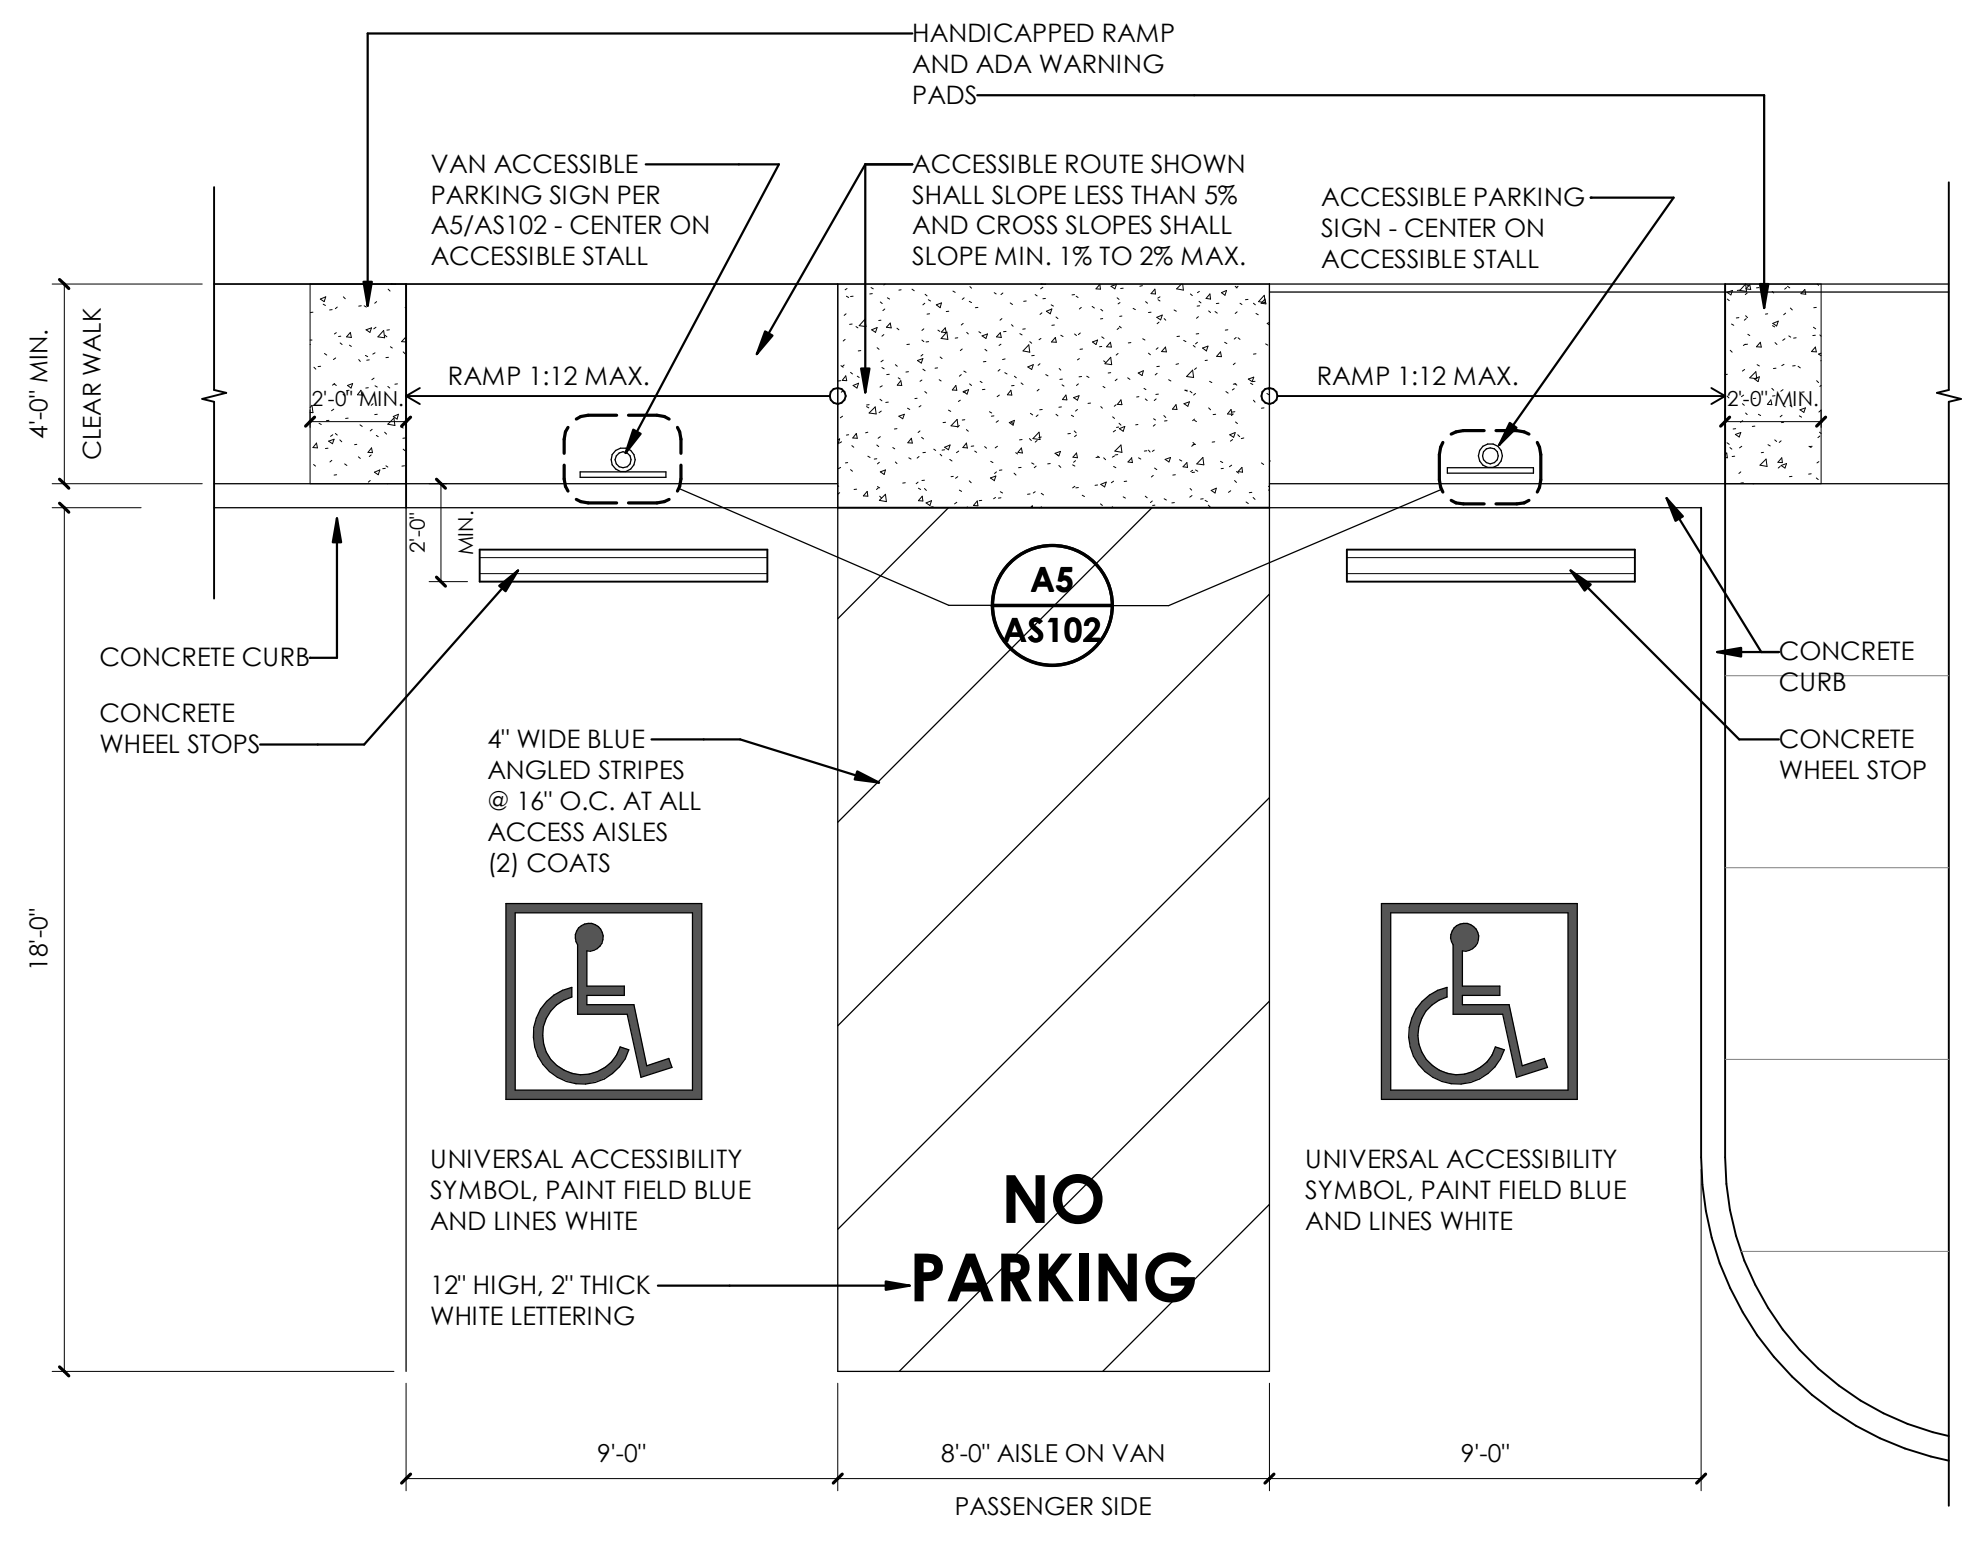 HANDICAPPED RAMP
AND ADA WARNING
PADS
VAN ACCESSIBLE
PARKING SIGN PER
A5/AS102 - CENTER ON
ACCESSIBLE STALL
ACCESSIBLE ROUTE SHOWN
SHALL SLOPE LESS THAN 5%
AND CROSS SLOPES SHALL
SLOPE MIN. 1% TO 2% MAX.
ACCESSIBLE PARKING
SIGN - CENTER ON
ACCESSIBLE STALL
4'-0" MIN.
CLEAR WALK
RAMP 1:12 MAX.
RAMP 1:12 MAX.
2'-0" MIN.
2'-0" MIN.
2'-0"
MIN.
A5
AS102
CONCRETE CURB
CONCRETE
WHEEL STOPS
CONCRETE
CURB
CONCRETE
WHEEL STOP
4" WIDE BLUE
ANGLED STRIPES
@ 16" O.C. AT ALL
ACCESS AISLES
(2) COATS
18'-0"
UNIVERSAL ACCESSIBILITY
SYMBOL, PAINT FIELD BLUE
AND LINES WHITE
UNIVERSAL ACCESSIBILITY
SYMBOL, PAINT FIELD BLUE
AND LINES WHITE
NO
PARKING
12" HIGH, 2" THICK
WHITE LETTERING
9'-0"
8'-0" AISLE ON VAN
PASSENGER SIDE
9'-0"